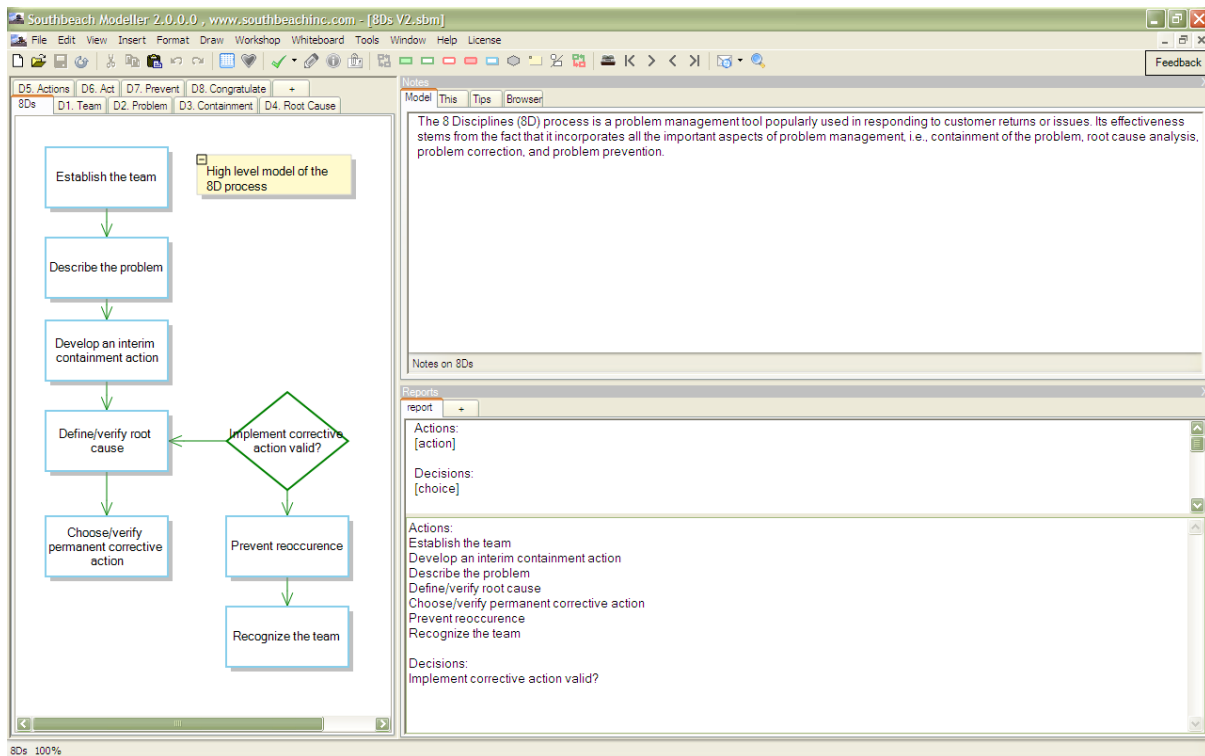 Southbeach Modeller 2.0.0.0 , www.southbeachinc.com - [8Ds V2.sbm]
File Edit View Insert Format Draw Workshop Whiteboard Tools Window Help License
Feedback
D5. Actions D6. Act D7. Prevent D8. Congratulate +
8Ds D1. Team D2. Problem D3. Containment D4. Root Cause
Establish the team
High level model of the
8D process
Describe the problem
Develop an interim
containment action
Define/verify root
cause
Implement corrective
action valid?
Choose/verify
permanent corrective
action
Prevent reoccurence
Recognize the team
Notes
Model This Tips Browser
The 8 Disciplines (8D) process is a problem management tool popularly used in responding to customer returns or issues. Its effectiveness
stems from the fact that it incorporates all the important aspects of problem management, i.e., containment of the problem, root cause analysis,
problem correction, and problem prevention.
Notes on 8Ds
Reports
report +
Actions:
[action]
Decisions:
[choice]
Actions:
Establish the team
Develop an interim containment action
Describe the problem
Define/verify root cause
Choose/verify permanent corrective action
Prevent reoccurence
Recognize the team
Decisions:
Implement corrective action valid?
8Ds 100%